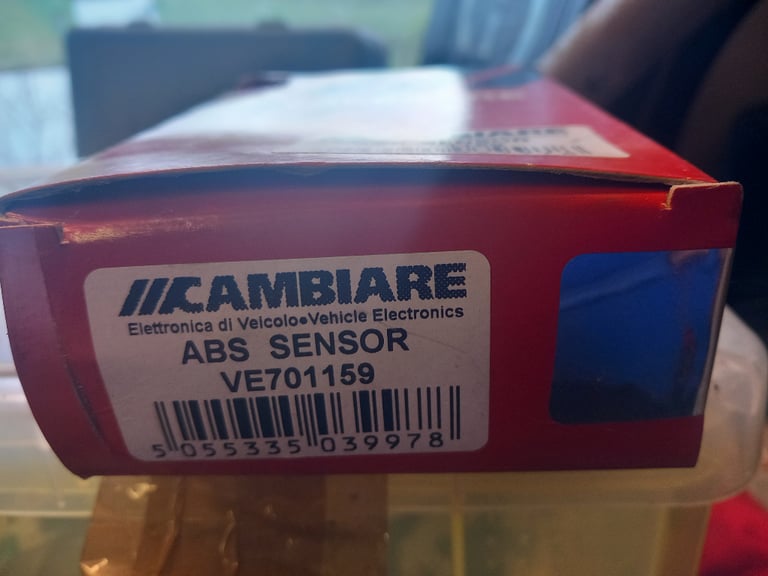 CAMBIARE
Elettronica di Veicolo•Vehicle Electronics
ABS SENSOR
VE701159
5 055335 039978